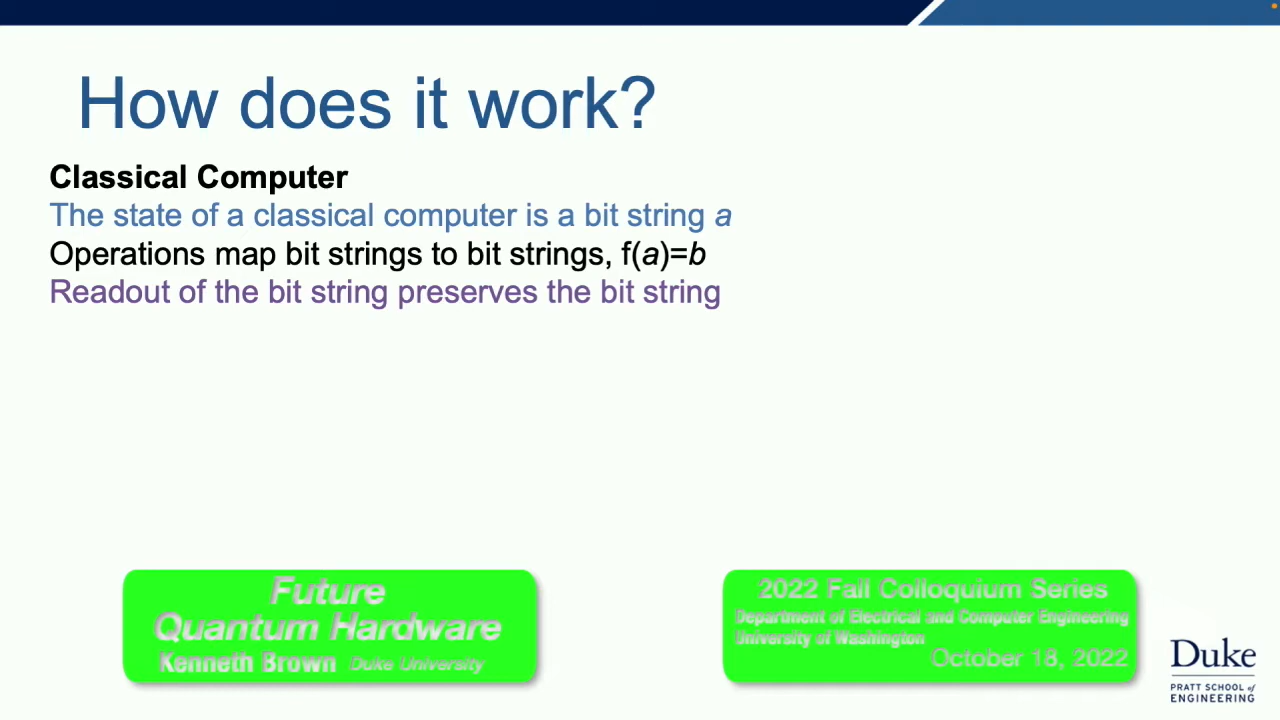 How does it work?
Classical Computer
The state of a classical computer is a bit string a
Operations map bit strings to bit strings, f(a)=b
Readout of the bit string preserves the bit string
Future
Quantum Hardware
Kenneth Brown Duke University
2022 Fall Colloquium Series
Department of Electrical and Computer Engineering
University of Washington
October 18, 2022
Duke
PRATT SCHOOL of
ENGINEERING